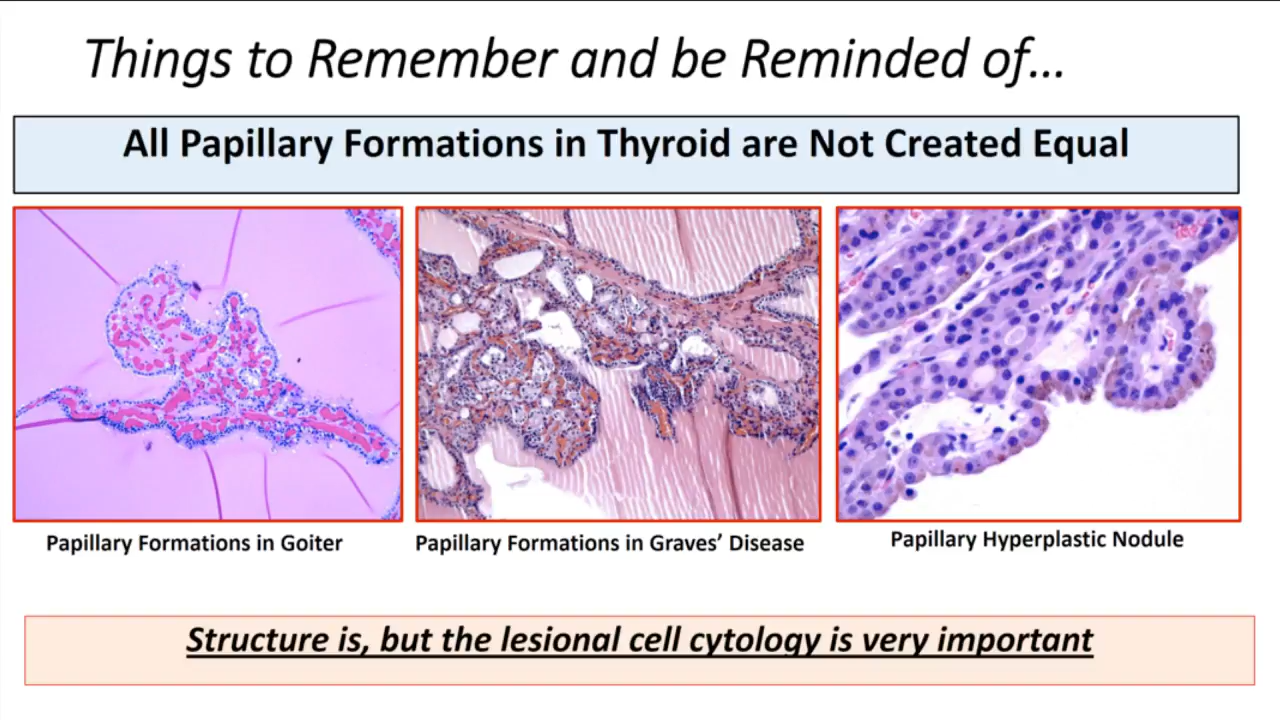 Things to Remember and be Reminded of...
All Papillary Formations in Thyroid are Not Created Equal
Papillary Formations in Goiter
Papillary Formations in Graves’ Disease
Papillary Hyperplastic Nodule
Structure is, but the lesional cell cytology is very important